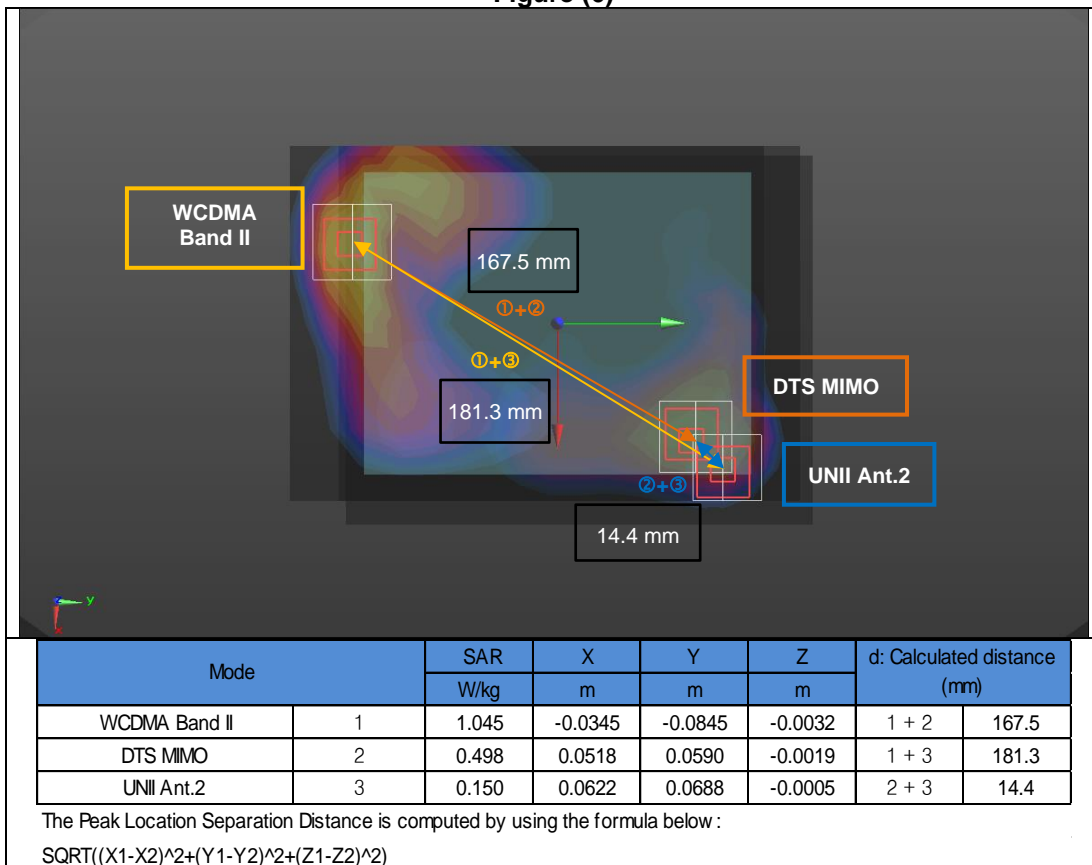 WCDMA
Band II
167.5 mm
①+②
①+③
DTS MIMO
181.3 mm
②+③
UNII Ant.2
14.4 mm
Y
X
Mode SAR X Y Z d: Calculated distance (mm)
W/kg m m m
WCDMA Band II 1 1.045 -0.0345 -0.0845 -0.0032 1 + 2 167.5
DTS MIMO 2 0.498 0.0518 0.0590 -0.0019 1 + 3 181.3
UNII Ant.2 3 0.150 0.0622 0.0688 -0.0005 2 + 3 14.4
The Peak Location Separation Distance is computed by using the formula below :
SQRT((X1-X2)^2+(Y1-Y2)^2+(Z1-Z2)^2)